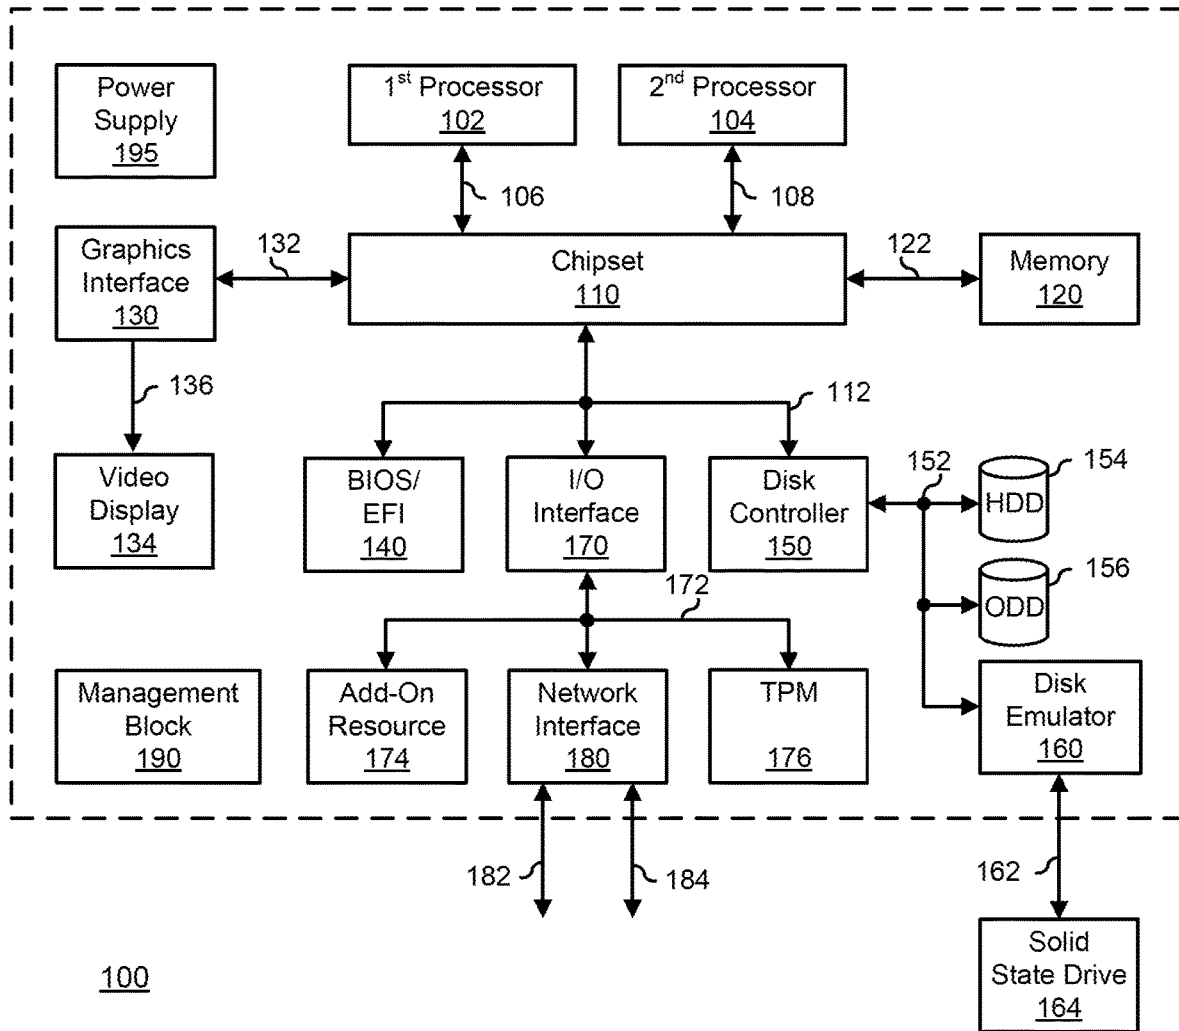 Power
Supply
195
1st Processor
102
2nd Processor
104
106
108
Graphics
Interface
130
132
Chipset
110
122
Memory
120
136
112
Video
Display
134
BIOS/
EFI
140
I/O
Interface
170
Disk
Controller
150
152
HDD
154
ODD
156
172
Management
Block
190
Add-On
Resource
174
Network
Interface
180
TPM
176
Disk
Emulator
160
182
184
162
Solid
State Drive
164
100